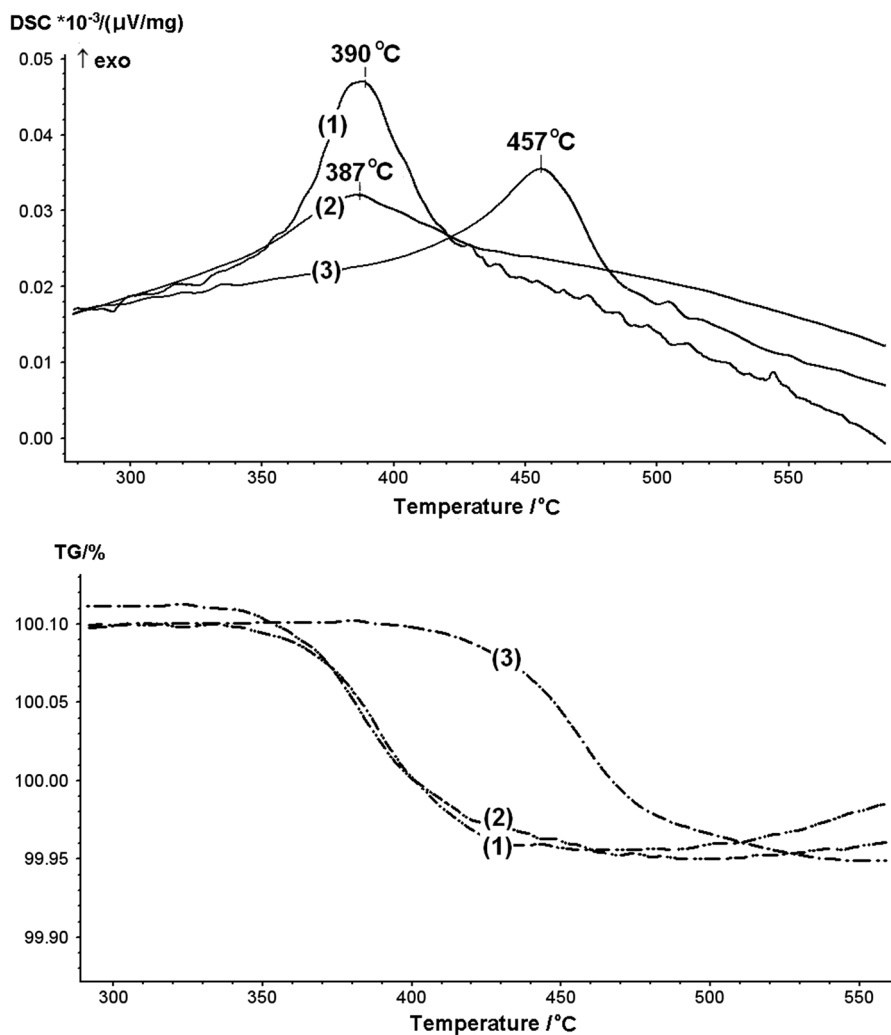 DSC *10⁻³/(µV/mg)
↑ exo
0.05
0.04
0.03
0.02
0.01
0.00
390 °C
(1)
457°C
387°C
(2)
(3)
300 350 400 450 500 550
Temperature /°C
TG/%
100.10
100.05
100.00
99.95
99.90
(3)
(2)
(1)
300 350 400 450 500 550
Temperature /°C